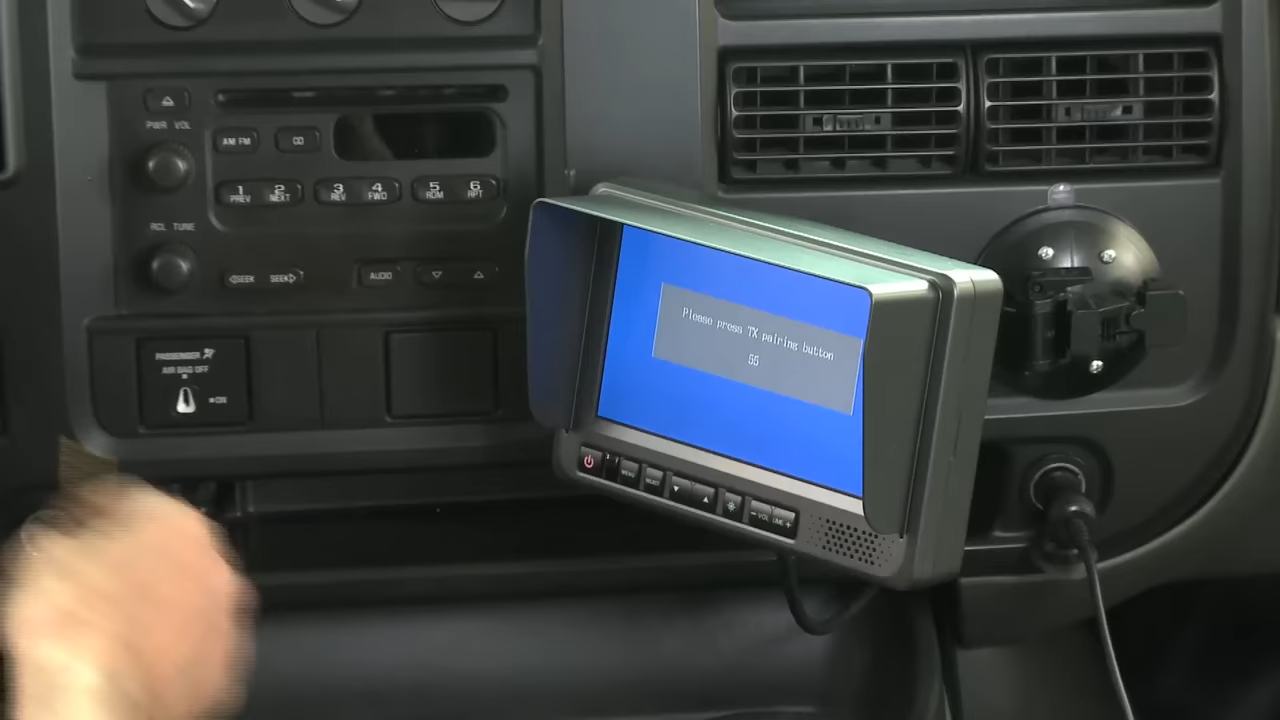 PWR VOL
AM FM
CD
1 PREV
2 NEXT
3 REV
4 FWD
5 RDM
6 RPT
RCL TUNE
SEEK
SEEK
AUDIO
PASSENGER
AIR BAG OFF
ON
Please press TX pairing button
55
MENU
SELECT
- VOL
+